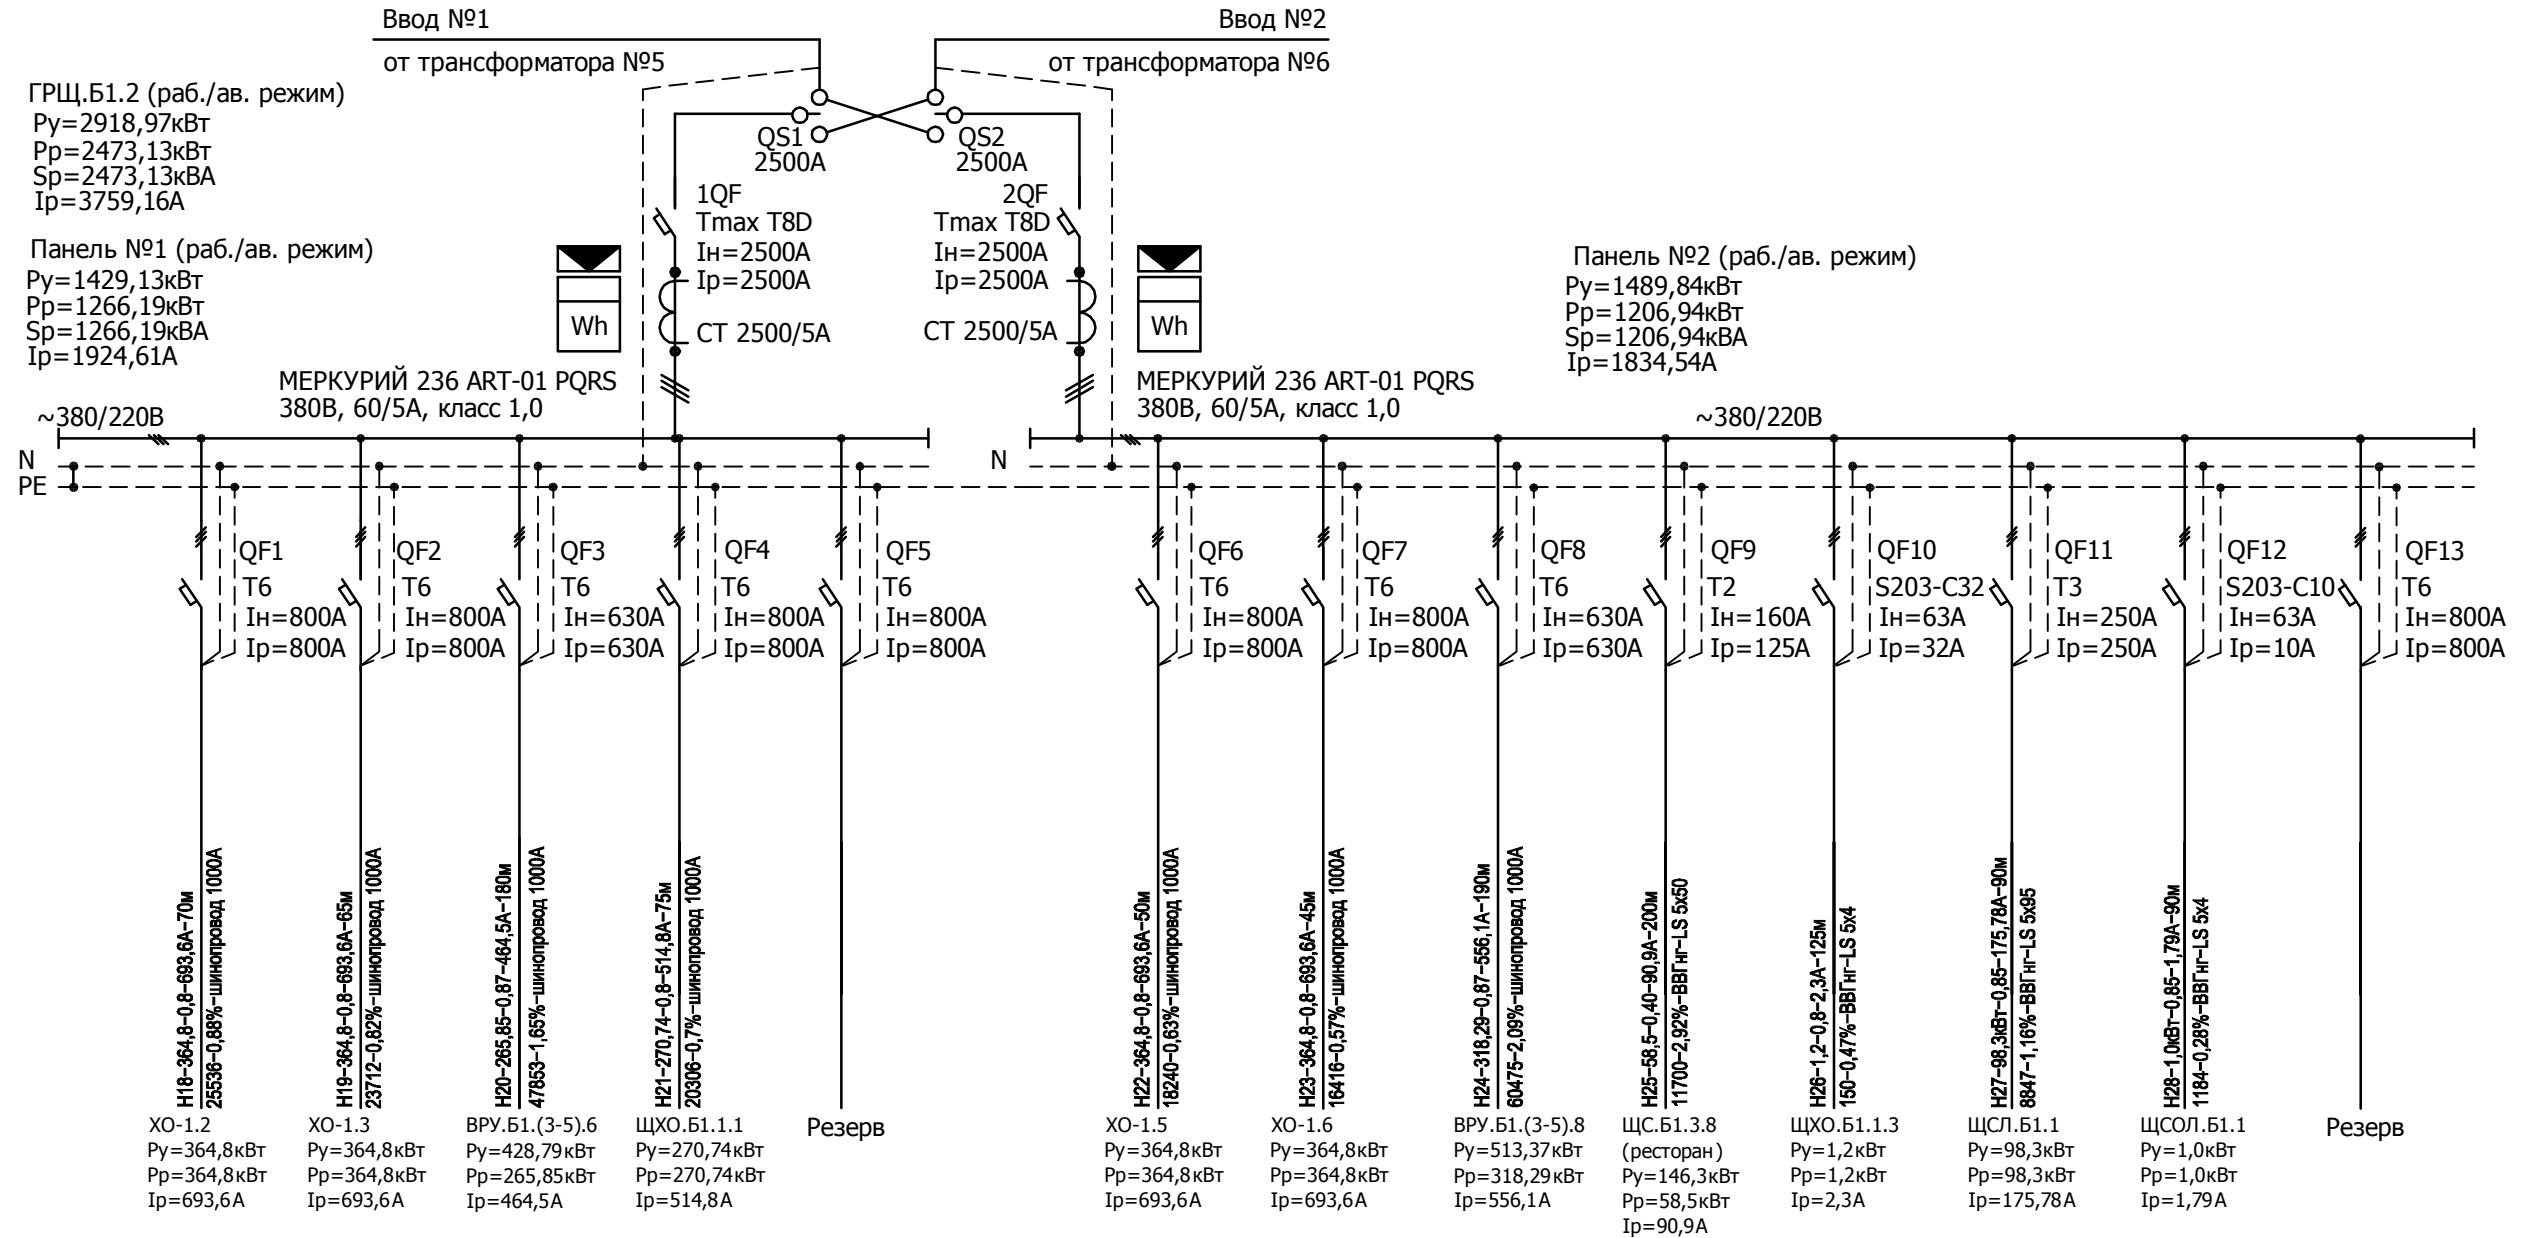 Ввод №1
от трансформатора №5
Ввод №2
от трансформатора №6
ГРЩ.Б1.2 (раб./ав. режим)
Ру=2918,97кВт
Рр=2473,13кВт
Sр=2473,13кВА
Iр=3759,16А
Панель №1 (раб./ав. режим)
Ру=1429,13кВт
Рр=1266,19кВт
Sр=1266,19кВА
Iр=1924,61А
QS1
2500А
QS2
2500А
1QF
Tmax T8D
Iн=2500А
Iр=2500А
СТ 2500/5А
2QF
Tmax T8D
Iн=2500А
Iр=2500А
СТ 2500/5А
Wh
Wh
Панель №2 (раб./ав. режим)
Ру=1489,84кВт
Рр=1206,94кВт
Sр=1206,94кВА
Iр=1834,54А
МЕРКУРИЙ 236 ART-01 PQRS
380В, 60/5А, класс 1,0
МЕРКУРИЙ 236 ART-01 PQRS
380В, 60/5А, класс 1,0
~380/220В
~380/220В
N
PE
N
QF1
Т6
Iн=800А
Iр=800А
QF2
Т6
Iн=800А
Iр=800А
QF3
Т6
Iн=630А
Iр=630А
QF4
Т6
Iн=800А
Iр=800А
QF5
Т6
Iн=800А
Iр=800А
QF6
Т6
Iн=800А
Iр=800А
QF7
Т6
Iн=800А
Iр=800А
QF8
Т6
Iн=630А
Iр=630А
QF9
Т2
Iн=160А
Iр=125А
QF10
S203-C32
Iн=63А
Iр=32А
QF11
Т3
Iн=250А
Iр=250А
QF12
S203-C10
Iн=63А
Iр=10А
QF13
Т6
Iн=800А
Iр=800А
Н18-364,8-0,8-693,6А-70м
25536-0,88%-шинопровод 1000А
Н19-364,8-0,8-693,6А-65м
23712-0,82%-шинопровод 1000А
Н20-265,85-0,87-464,5А-180м
47853-1,65%-шинопровод 1000А
Н21-270,74-0,8-514,8А-75м
20306-0,7%-шинопровод 1000А
Н22-364,8-0,8-693,6А-50м
18240-0,63%-шинопровод 1000А
Н23-364,8-0,8-693,6А-45м
16416-0,57%-шинопровод 1000А
Н24-318,29-0,87-556,1А-190м
60475-2,09%-шинопровод 1000А
Н25-58,5-0,40-90,9А-200м
11700-2,92%-ВВГнг-LS 5х50
Н26-1,2-0,8-2,3А-125м
150-0,47%-ВВГнг-LS 5х4
Н27-98,3кВт-0,85-175,78А-90м
8847-1,16%-ВВГнг-LS 5х95
Н28-1,0кВт-0,85-1,79А-90м
1184-0,28%-ВВГнг-LS 5х4
ХО-1.2
Ру=364,8кВт
Рр=364,8кВт
Iр=693,6А
ХО-1.3
Ру=364,8кВт
Рр=364,8кВт
Iр=693,6А
ВРУ.Б1.(3-5).6
Ру=428,79кВт
Рр=265,85кВт
Iр=464,5А
ЩХО.Б1.1.1
Ру=270,74кВт
Рр=270,74кВт
Iр=514,8А
Резерв
ХО-1.5
Ру=364,8кВт
Рр=364,8кВт
Iр=693,6А
ХО-1.6
Ру=364,8кВт
Рр=364,8кВт
Iр=693,6А
ВРУ.Б1.(3-5).8
Ру=513,37кВт
Рр=318,29кВт
Iр=556,1А
ЩС.Б1.3.8
(ресторан)
Ру=146,3кВт
Рр=58,5кВт
Iр=90,9А
ЩХО.Б1.1.3
Ру=1,2кВт
Рр=1,2кВт
Iр=2,3А
ЩСЛ.Б1.1
Ру=98,3кВт
Рр=98,3кВт
Iр=175,78А
ЩСОЛ.Б1.1
Ру=1,0кВт
Рр=1,0кВт
Iр=1,79А
Резерв